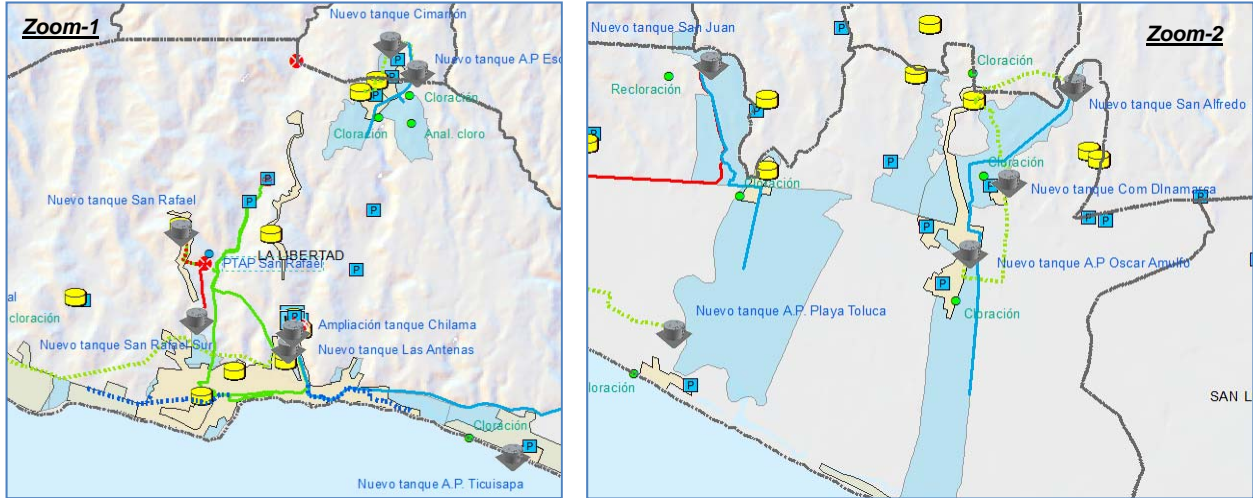 Zoom-1
Nuevo tanque Cimarrón
Nuevo tanque A.P Esc
P
P
P
Cloración
Cloración
Anal. cloro
P
P
P
Nuevo tanque San Rafael
LA LIBERTAD
PTAP San Rafael
P
P
al
cloración
Ampliación tanque Chilama
Nuevo tanque San Rafael Sur
Nuevo tanque Las Antenas
Cloración
P
Nuevo tanque A.P. Ticuisapa
Zoom-2
Nuevo tanque San Juan
P
Cloración
Recloración
Nuevo tanque San Alfredo
P
P
P
Cloración
Cloración
P
Nuevo tanque Com DInamarca
P
P
P
P
Nuevo tanque A.P Oscar Arnulfo
P
Nuevo tanque A.P. Playa Toluca
Cloración
loración
P
SAN L